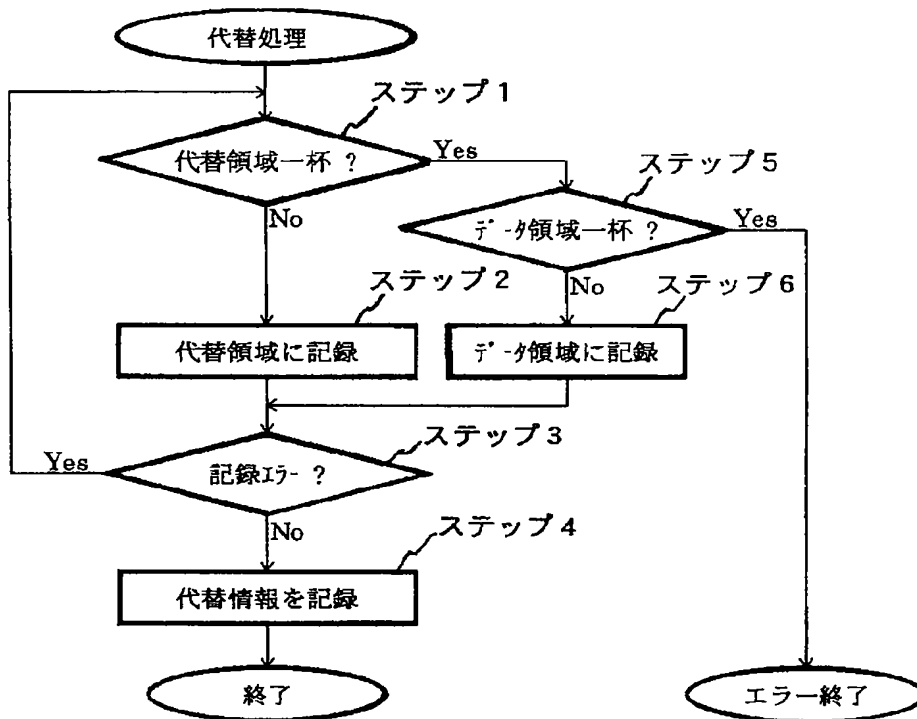 代替処理
ステップ1
代替領域一杯 ?
Yes
ステップ5
No
ﾃﾞｰﾀ領域一杯 ?
Yes
ステップ2
No
ステップ6
代替領域に記録
ﾃﾞｰﾀ領域に記録
ステップ3
Yes
記録ｴﾗｰ ?
No
ステップ4
代替情報を記録
終了
エラー終了